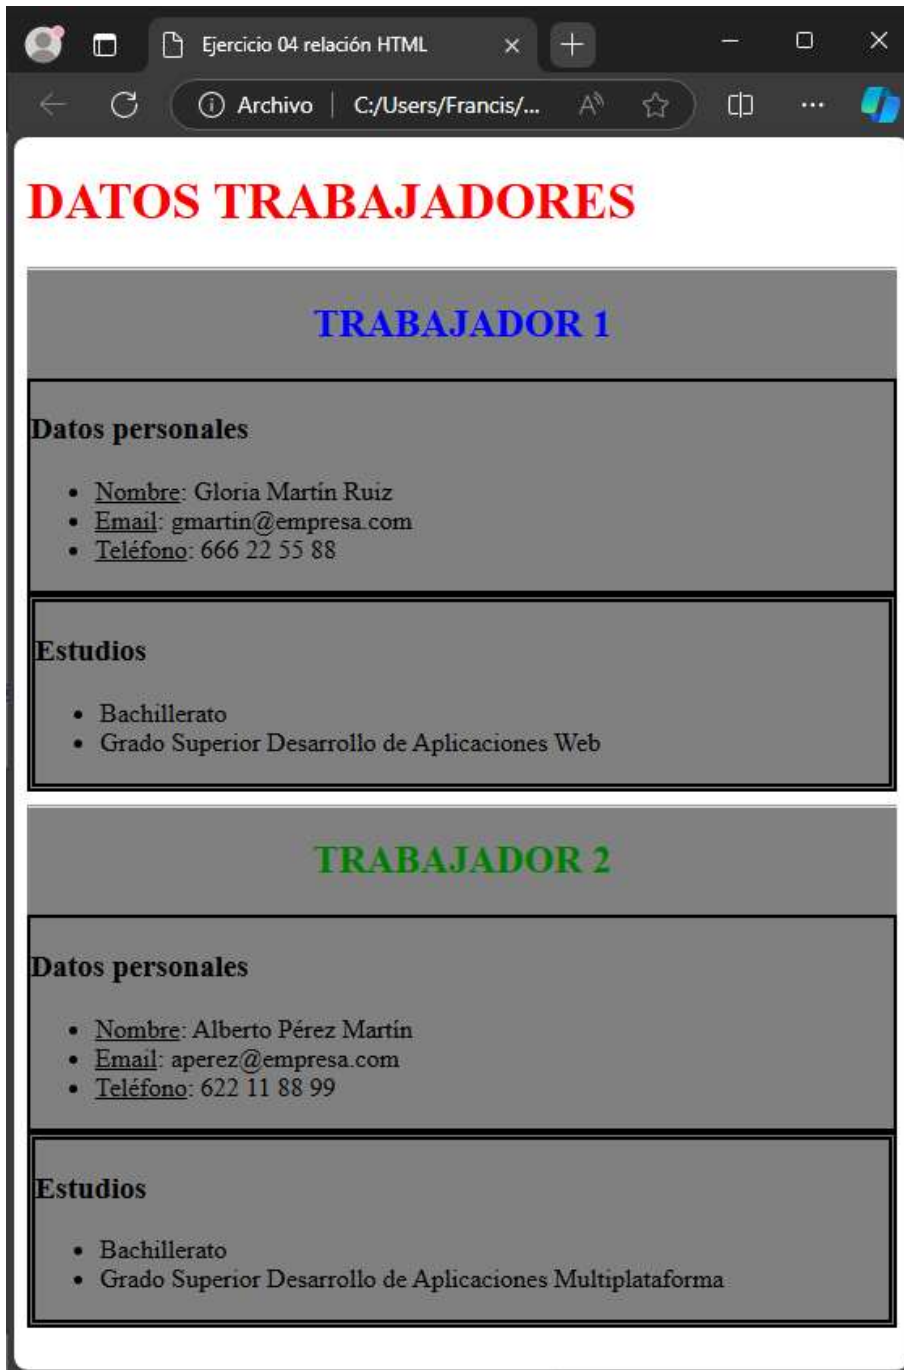 Ejercicio 04 relación HTML
Archivo C:/Users/Francis/...
DATOS TRABAJADORES
TRABAJADOR 1
Datos personales
Nombre: Gloria Martín Ruiz
Email: gmartin@empresa.com
Teléfono: 666 22 55 88
Estudios
Bachillerato
Grado Superior Desarrollo de Aplicaciones Web
TRABAJADOR 2
Datos personales
Nombre: Alberto Pérez Martín
Email: aperez@empresa.com
Teléfono: 622 11 88 99
Estudios
Bachillerato
Grado Superior Desarrollo de Aplicaciones Multiplataforma